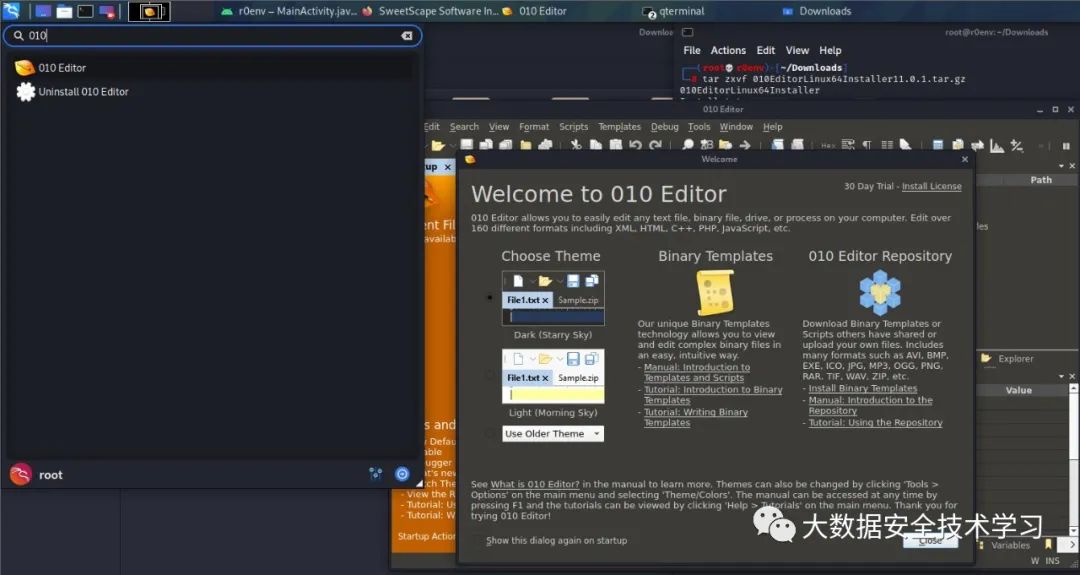 r0env – MainActivity.jav...
SweetScape Software In...
010 Editor
qterminal
Downloads
010
010 Editor
Uninstall 010 Editor
root
Downloa
root@r0env:~/Downloads
File Actions Edit View Help
(root💀r0env)-[~/Downloads]
# tar zxvf 010EditorLinux64Installer11.0.1.tar.gz
010EditorLinux64Installer
010 Editor
Edit Search View Format Scripts Templates Debug Tools Window Help
Welcome
Welcome to 010 Editor
30 Day Trial - Install License
010 Editor allows you to easily edit any text file, binary file, drive, or process on your computer. Edit over
160 different formats including XML, HTML, C++, PHP, JavaScript, etc.
Choose Theme
File1.txt Sample.zip
Dark (Starry Sky)
File1.txt Sample.zip
Light (Morning Sky)
Use Older Theme
Binary Templates
Our unique Binary Templates
technology allows you to view
and edit complex binary files in
an easy, intuitive way.
- Manual: Introduction to
Templates and Scripts
- Tutorial: Introduction to Binary
Templates
- Tutorial: Writing Binary
Templates
010 Editor Repository
Download Binary Templates or
Scripts others have shared or
upload your own files. Includes
many formats such as AVI, BMP,
EXE, ICO, JPG, MP3, OGG, PNG,
RAR, TIF, WAV, ZIP, etc.
- Install Binary Templates
- Manual: Introduction to the
Repository
- Tutorial: Using the Repository
See What is 010 Editor? in the manual to learn more. Themes can also be changed by clicking 'Tools >
Options' on the main menu and selecting 'Theme/Colors'. The manual can be accessed at any time by
pressing F1 and the tutorials can be viewed by clicking 'Help > Tutorials' on the main menu. Thank you for
trying 010 Editor!
Show this dialog again on startup
Close
Path
Explorer
Value
Variables
W INS
- View the R
- Tutorial: Us
- Tutorial: W
Startup Action
大数据安全技术学习